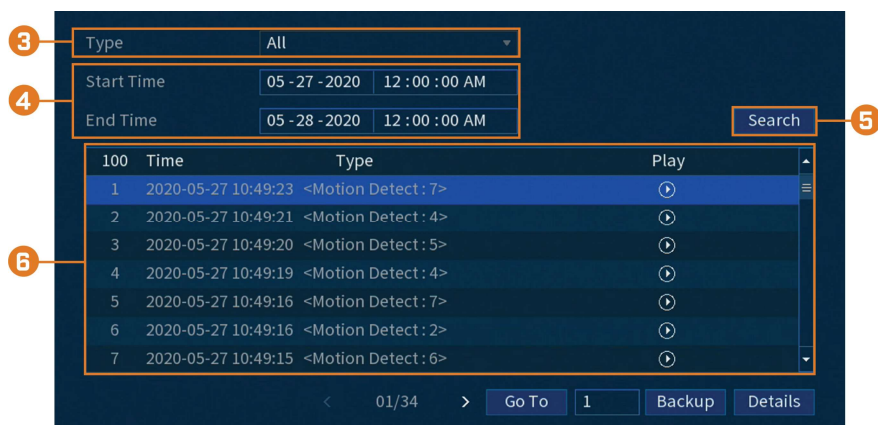 3 Type All
4 Start Time 05 -27 -2020 12 : 00 : 00 AM
End Time 05 -28 -2020 12 : 00 : 00 AM
Search 5
100 Time Type Play
1 2020-05-27 10:49:23 <Motion Detect : 7>
2 2020-05-27 10:49:21 <Motion Detect : 4>
3 2020-05-27 10:49:20 <Motion Detect : 5>
6
4 2020-05-27 10:49:19 <Motion Detect : 4>
5 2020-05-27 10:49:16 <Motion Detect : 7>
6 2020-05-27 10:49:16 <Motion Detect : 2>
7 2020-05-27 10:49:15 <Motion Detect : 6>
< 01/34 > Go To 1 Backup Details